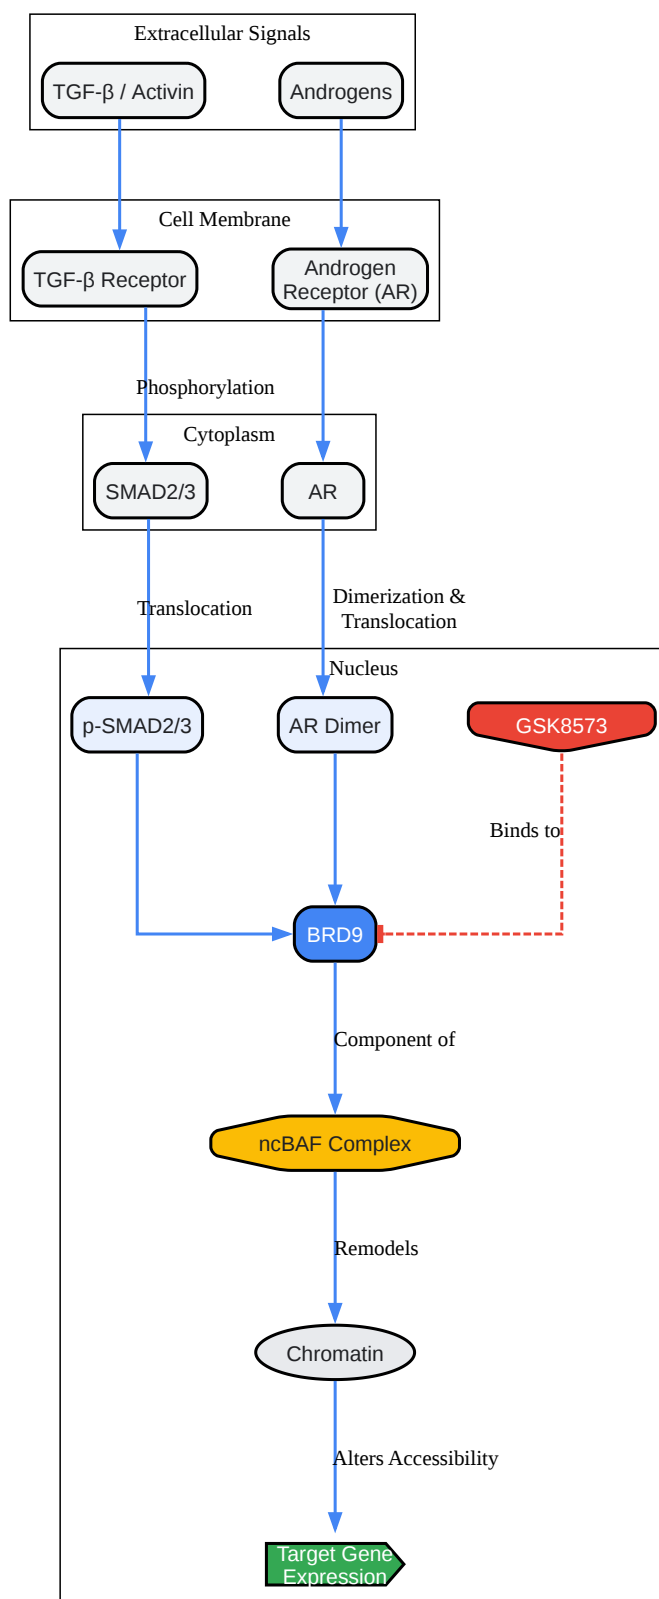 Extracellular Signals
TGF-β / Activin
Androgens
Cell Membrane
TGF-β Receptor
Androgen
Receptor (AR)
Phosphorylation
Cytoplasm
SMAD2/3
AR
Translocation
Dimerization &
Translocation
Nucleus
p-SMAD2/3
AR Dimer
GSK8573
Binds to
BRD9
Component of
ncBAF Complex
Remodels
Chromatin
Alters Accessibility
Target Gene
Expression